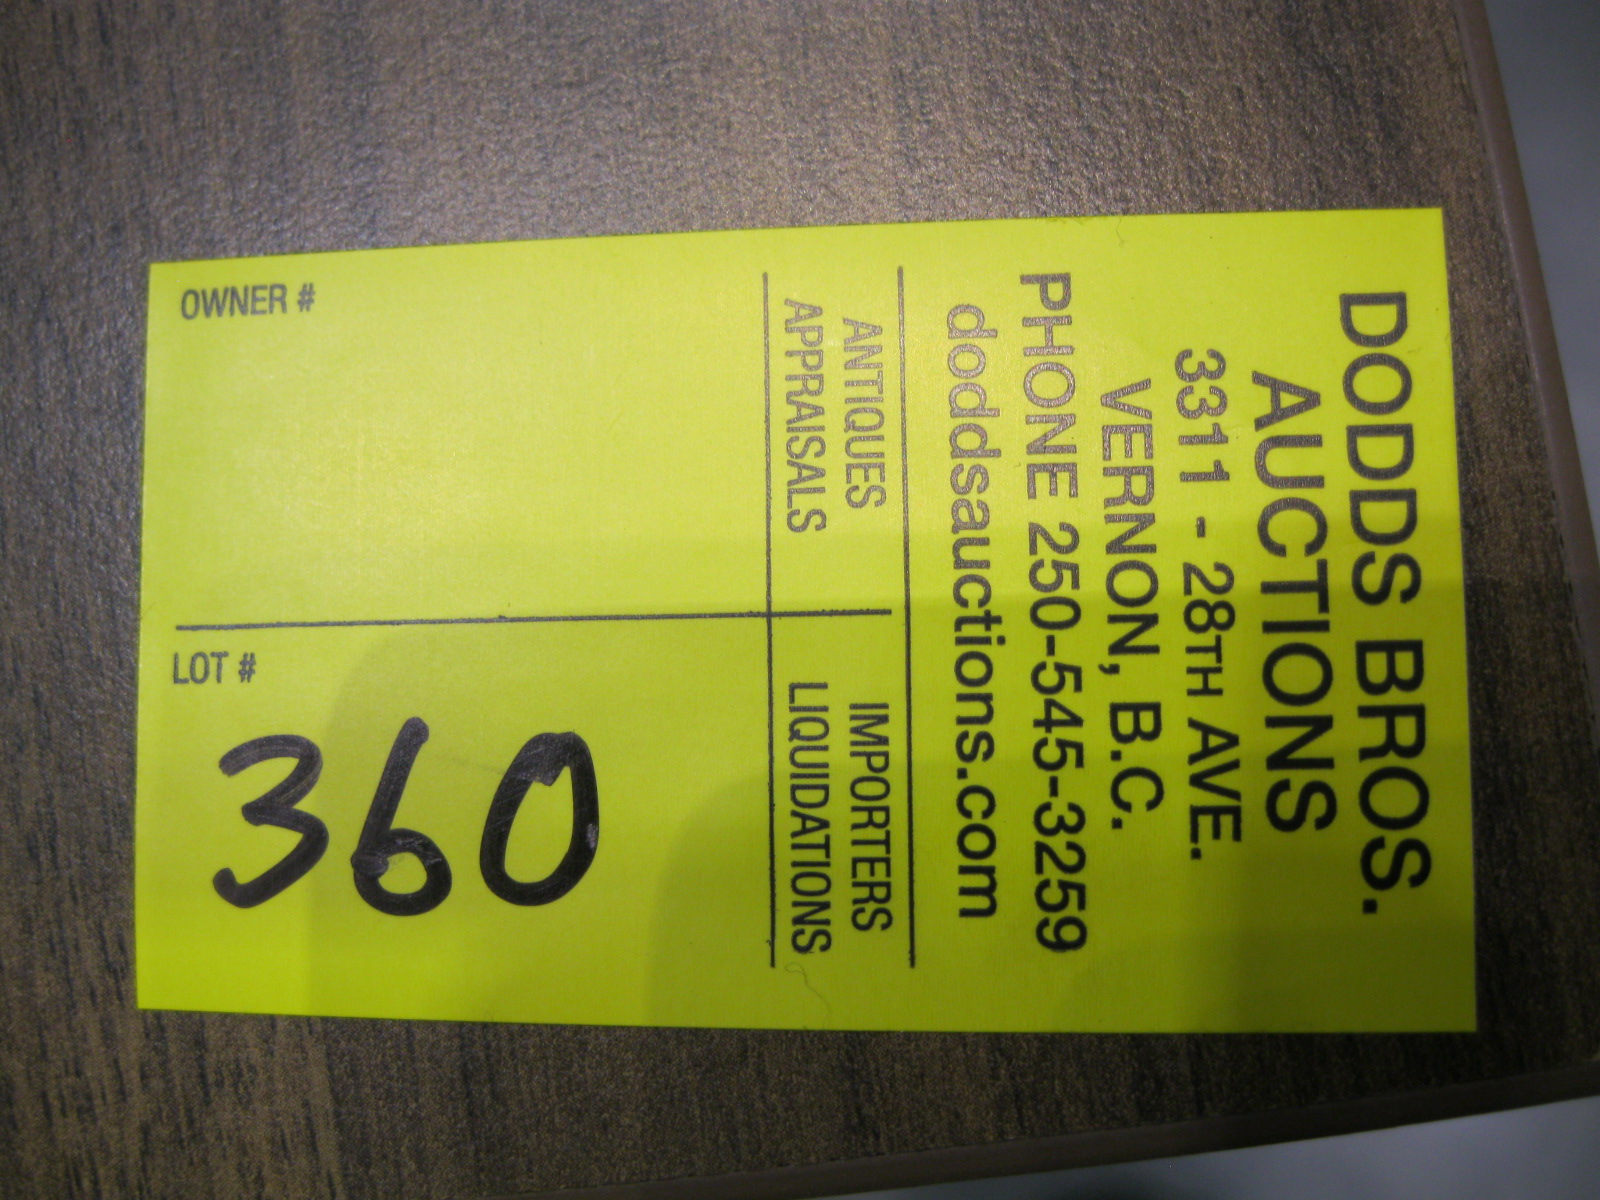 DODDS BROS.
AUCTIONS
3311 - 28TH AVE.
VERNON, B.C.
PHONE 250-545-3259
doddsauctions.com
ANTIQUES
APPRAISALS
IMPORTERS
LIQUIDATIONS
OWNER #
LOT #
360